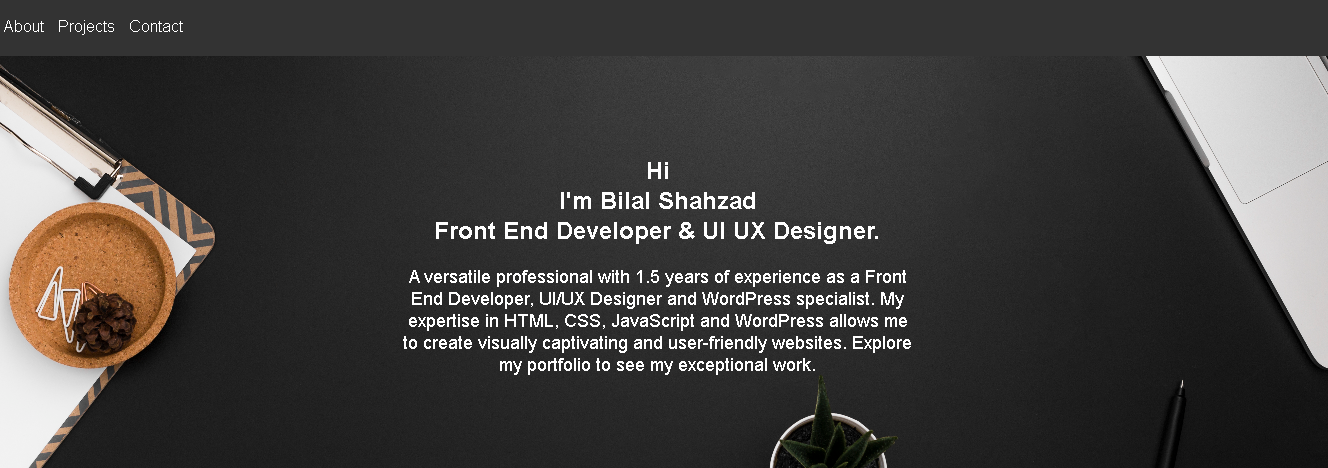 About Projects Contact
Hi
I'm Bilal Shahzad
Front End Developer & UI UX Designer.
A versatile professional with 1.5 years of experience as a Front
End Developer, UI/UX Designer and WordPress specialist. My
expertise in HTML, CSS, JavaScript and WordPress allows me
to create visually captivating and user-friendly websites. Explore
my portfolio to see my exceptional work.